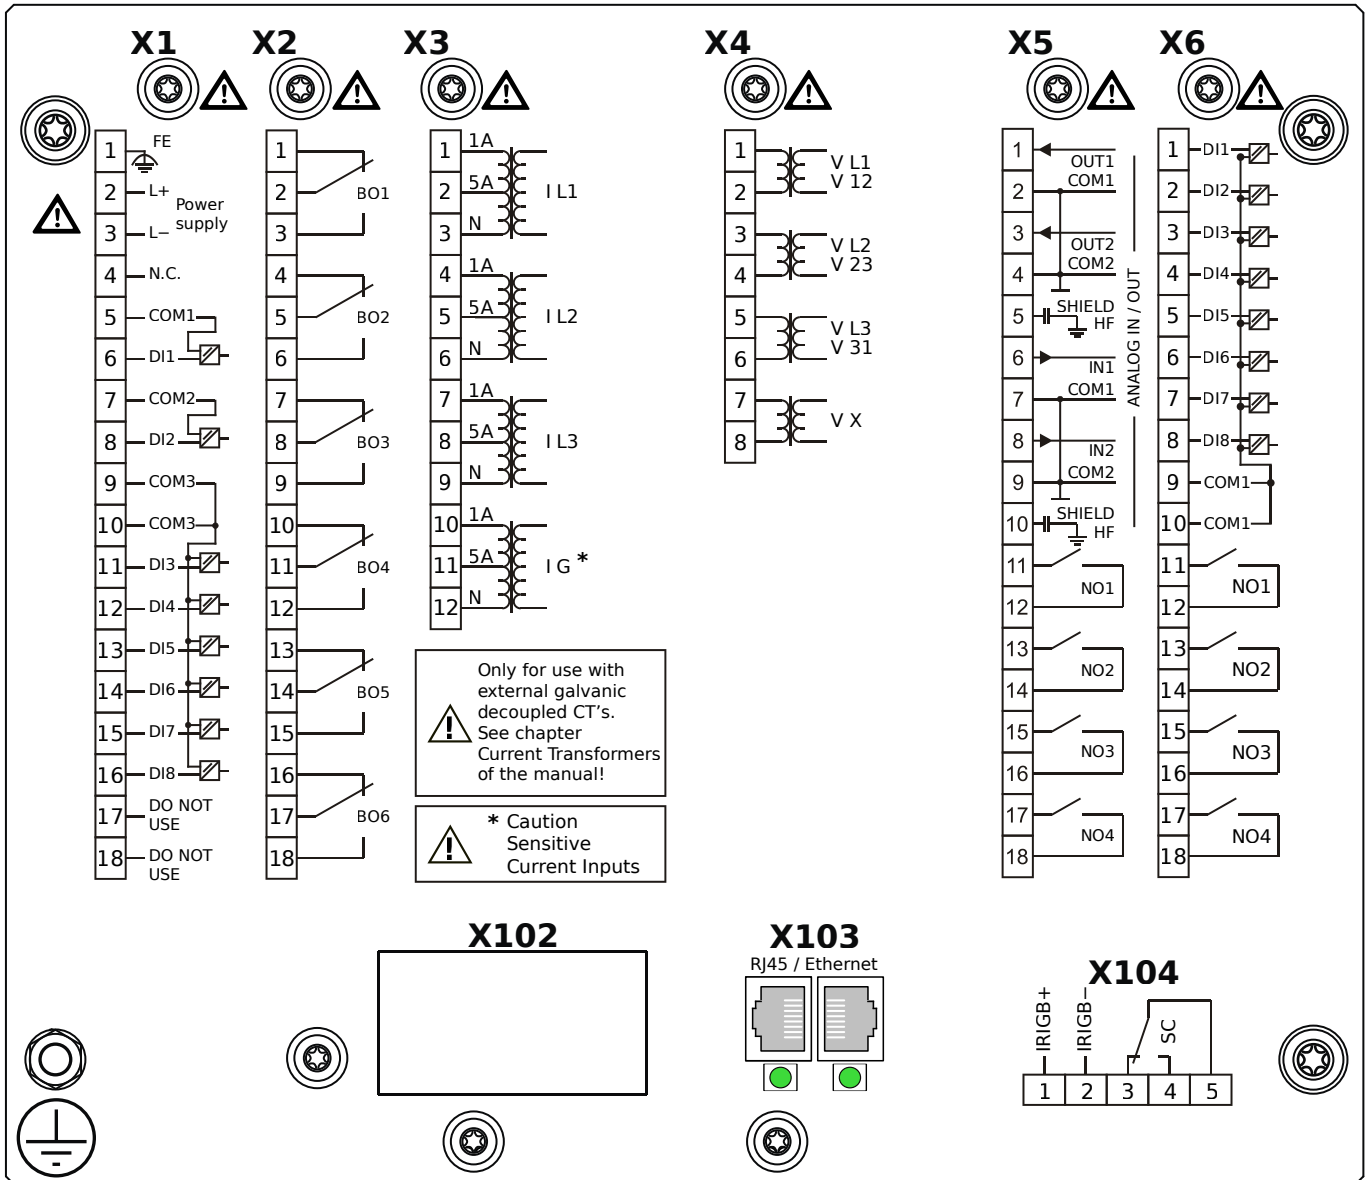 X1
X2
X3
X4
X5
X6
1
FE
2
L+
Power
supply
3
L−
4
N.C.
5
COM1
6
DI1
7
COM2
8
DI2
9
COM3
10
COM3
11
DI3
12
DI4
13
DI5
14
DI6
15
DI7
16
DI8
17
DO NOT
USE
18
DO NOT
USE
1
2
BO1
3
4
5
BO2
6
7
8
BO3
9
10
11
BO4
12
13
14
BO5
15
16
17
BO6
18
1
1A
2
5A
I L1
3
N
4
1A
5
5A
I L2
6
N
7
1A
8
5A
I L3
9
N
10
1A
11
5A
I G *
12
N
Only for use with
external galvanic
decoupled CT's.
See chapter
Current Transformers
of the manual!
* Caution
Sensitive
Current Inputs
1
V L1
2
V 12
3
V L2
4
V 23
5
V L3
6
V 31
7
V X
8
1
OUT1
2
COM1
3
OUT2
4
COM2
5
SHIELD
HF
6
IN1
7
COM1
8
IN2
9
COM2
10
SHIELD
HF
ANALOG IN / OUT
11
NO1
12
13
NO2
14
15
NO3
16
17
NO4
18
1
DI1
2
DI2
3
DI3
4
DI4
5
DI5
6
DI6
7
DI7
8
DI8
9
COM1
10
COM1
11
NO1
12
13
NO2
14
15
NO3
16
17
NO4
18
X102
X103
RJ45 / Ethernet
X104
IRIGB+
IRIGB−
SC
1 2 3 4 5